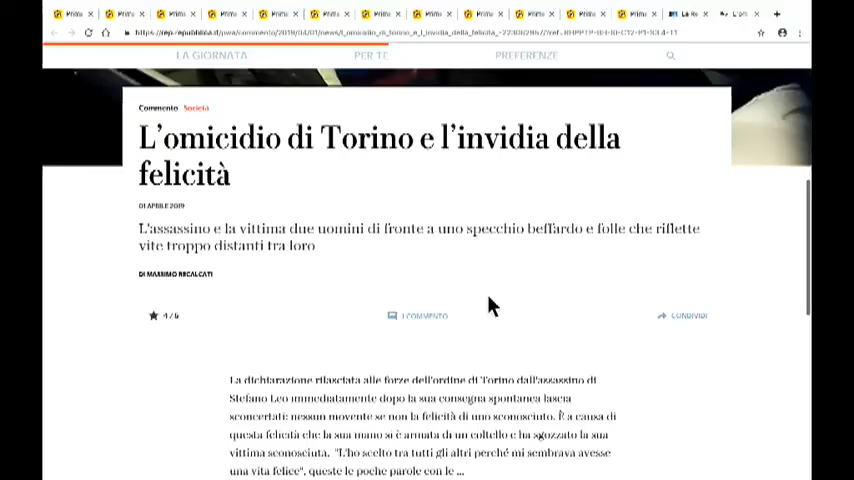 LA GIORNATA PER TE PREFERENZE
Commento Società
L'omicidio di Torino e l'invidia della
felicità
01 APRILE 2019
L'assassino e la vittima due uomini di fronte a uno specchio beffardo e folle che riflette
vite troppo distanti tra loro
DI MASSIMO RECALCATI
4/6 1 COMMENTO CONDIVIDI
La dichiarazione rilasciata alle forze dell'ordine di Torino dall'assassino di
Stefano Leo immediatamente dopo la sua consegna spontanea lascia
sconcertati: nessun movente se non la felicità di uno sconosciuto. È a causa di
questa felicità che la sua mano si è armata di un coltello e ha sgozzato la sua
vittima sconosciuta. "L'ho scelto tra tutti gli altri perché mi sembrava avesse
una vita felice", queste le poche parole con le ...